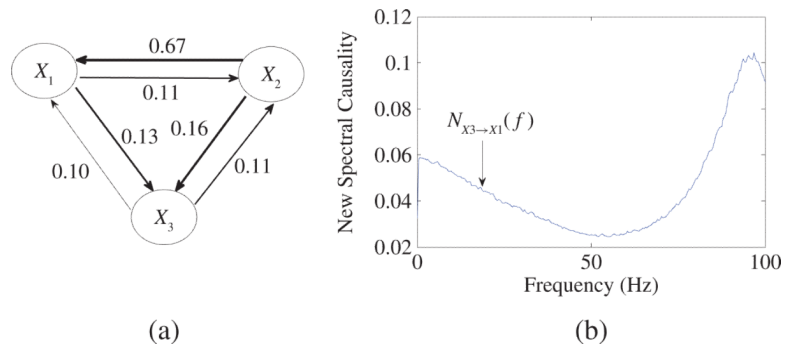 0.67
X1
X2
0.11
0.13
0.16
0.10
0.11
X3
(a)
New Spectral Causality
0.12
0.1
0.08
0.06
0.04
0.02
NX3→X1(f)
0
50
100
Frequency (Hz)
(b)